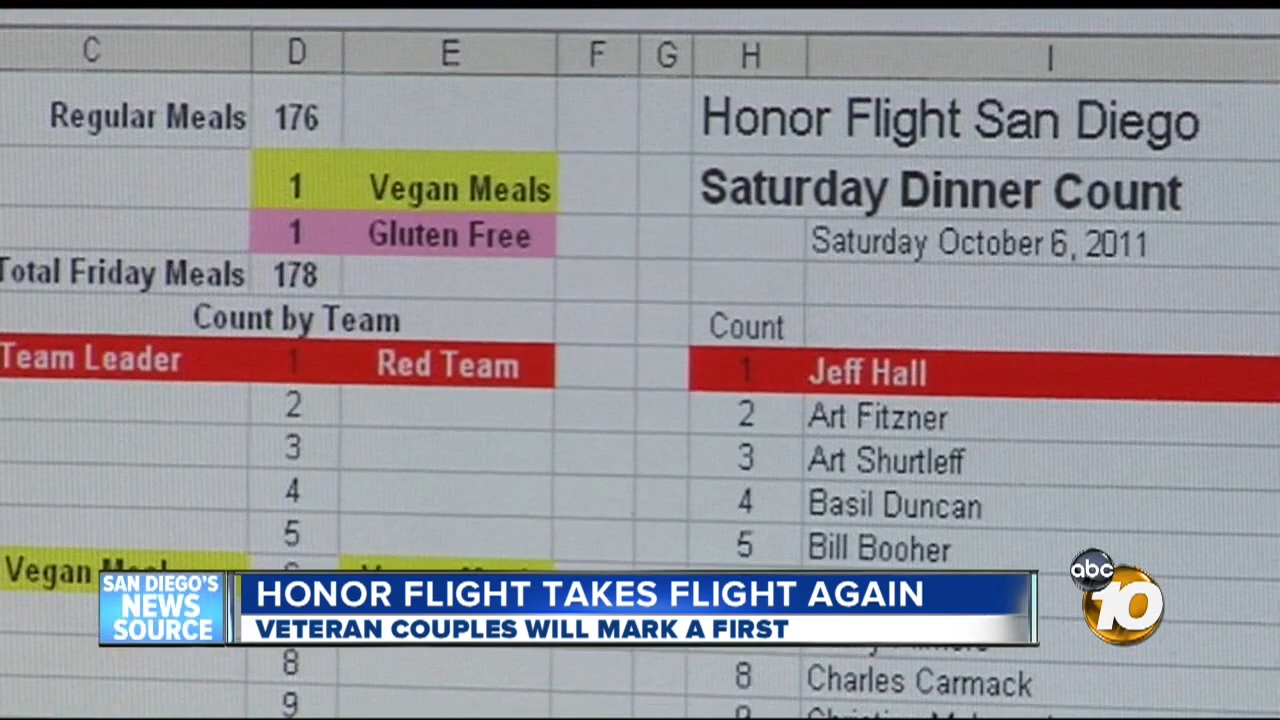 C D E F G H I
Regular Meals 176 Honor Flight San Diego
1 Vegan Meals Saturday Dinner Count
1 Gluten Free Saturday October 6, 2011
Total Friday Meals 178
Count by Team Count
Team Leader 1 Red Team 1 Jeff Hall
2 2 Art Fitzner
3 3 Art Shurtleff
4 4 Basil Duncan
5 5 Bill Booher
Vegan
SAN DIEGO'S
NEWS
SOURCE
HONOR FLIGHT TAKES FLIGHT AGAIN
VETERAN COUPLES WILL MARK A FIRST
abc
10
8 8 Charles Carmack
9 9